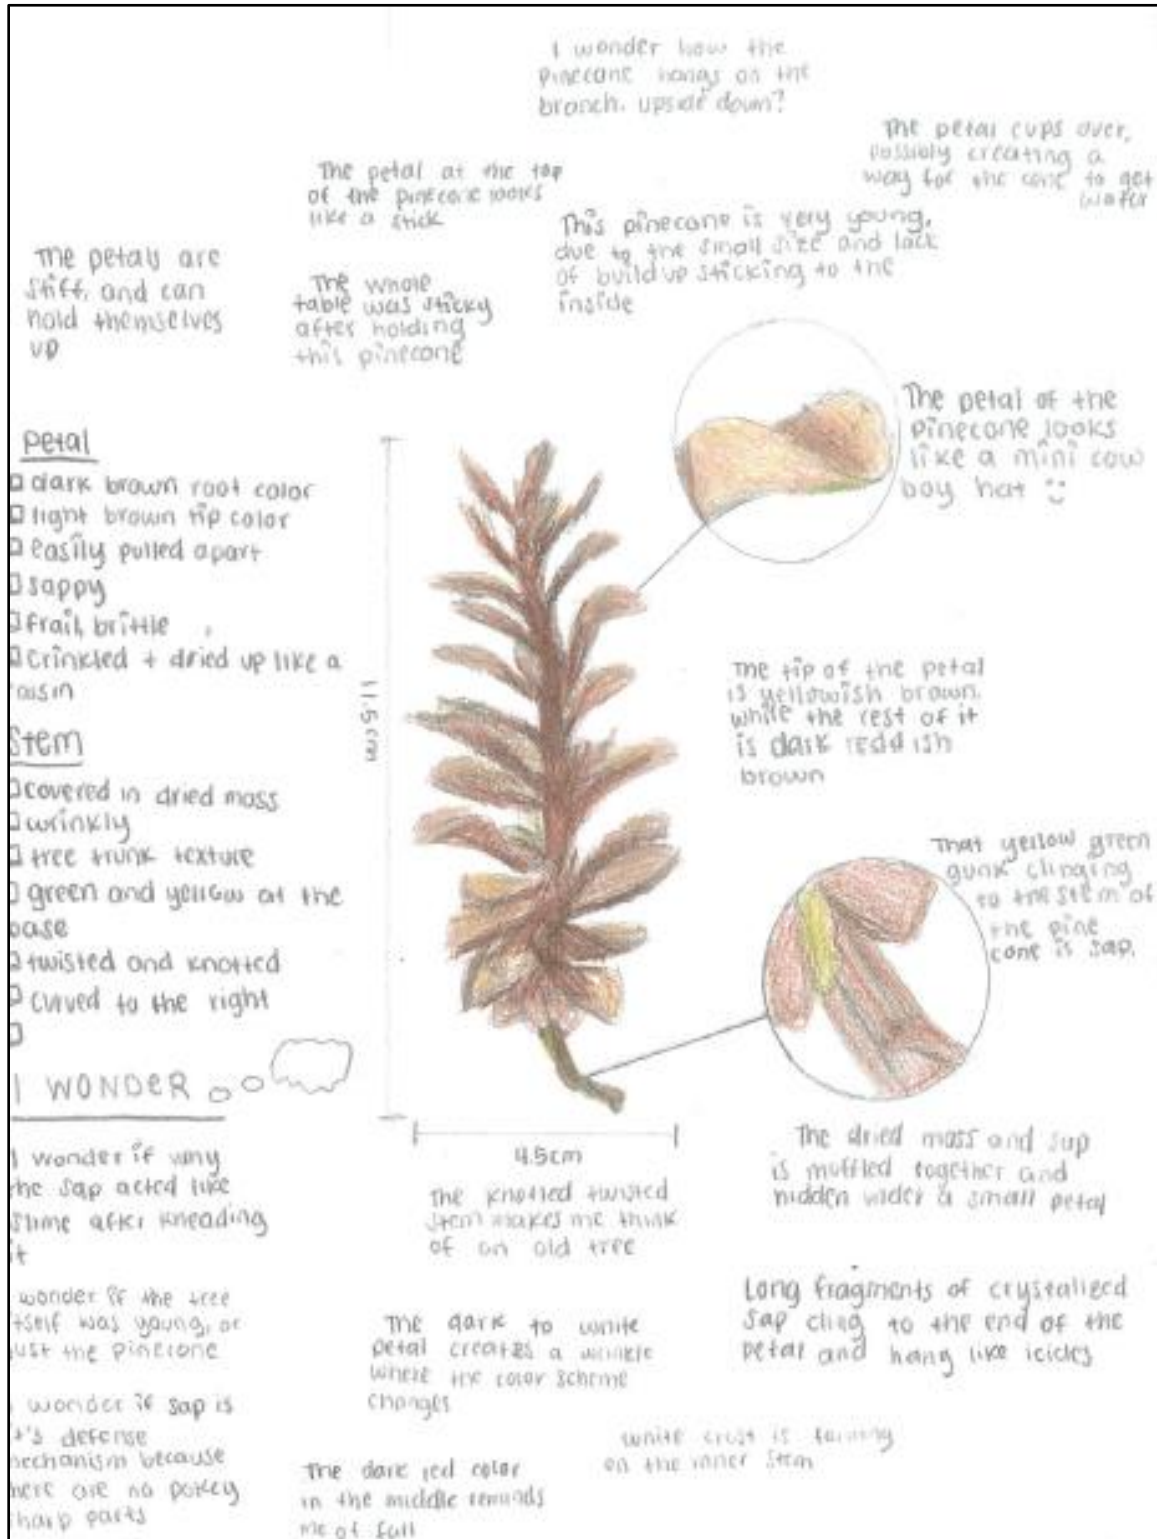 I wonder how the
pinecone hangs on the
branch. upside down?
The petal cups over,
possibly creating a
way for the cone to get
water
The petal at the top
of the pinecone looks
like a stick
This pinecone is very young,
due to the small size and lack
of build up sticking to the
inside
The petals are
stiff, and can
hold themselves
up
The whole
table was sticky
after holding
this pinecone
The petal of the
pinecone looks
like a mini cow
boy hat
petal
dark brown root color
light brown tip color
easily pulled apart
sappy
frail, brittle
crinkled + dried up like a
raisin
11.5cm
The tip of the petal
is yellowish brown.
while the rest of it
is dark reddish
brown
Stem
covered in dried moss
wrinkly
tree trunk texture
green and yellow at the
base
twisted and knotted
curved to the right
That yellow green
gunk clinging
to the stem of
the pine
cone is sap.
I WONDER
4.5cm
I wonder if why
the sap acted like
slime after kneading
it
wonder if the tree
itself was young, or
just the pinecone
wonder if sap is
it's defense
mechanism because
there are no pokey
sharp parts
The knotted twisted
stem makes me think
of an old tree
The dried moss and sap
is muffled together and
hidden under a small petal
The dark to white
petal creates a wrinkle
where the color scheme
changes
Long fragments of crystalized
sap cling to the end of the
petal and hang like icicles
The dark red color
in the middle reminds
me of fall
white crust is forming
on the inner stem